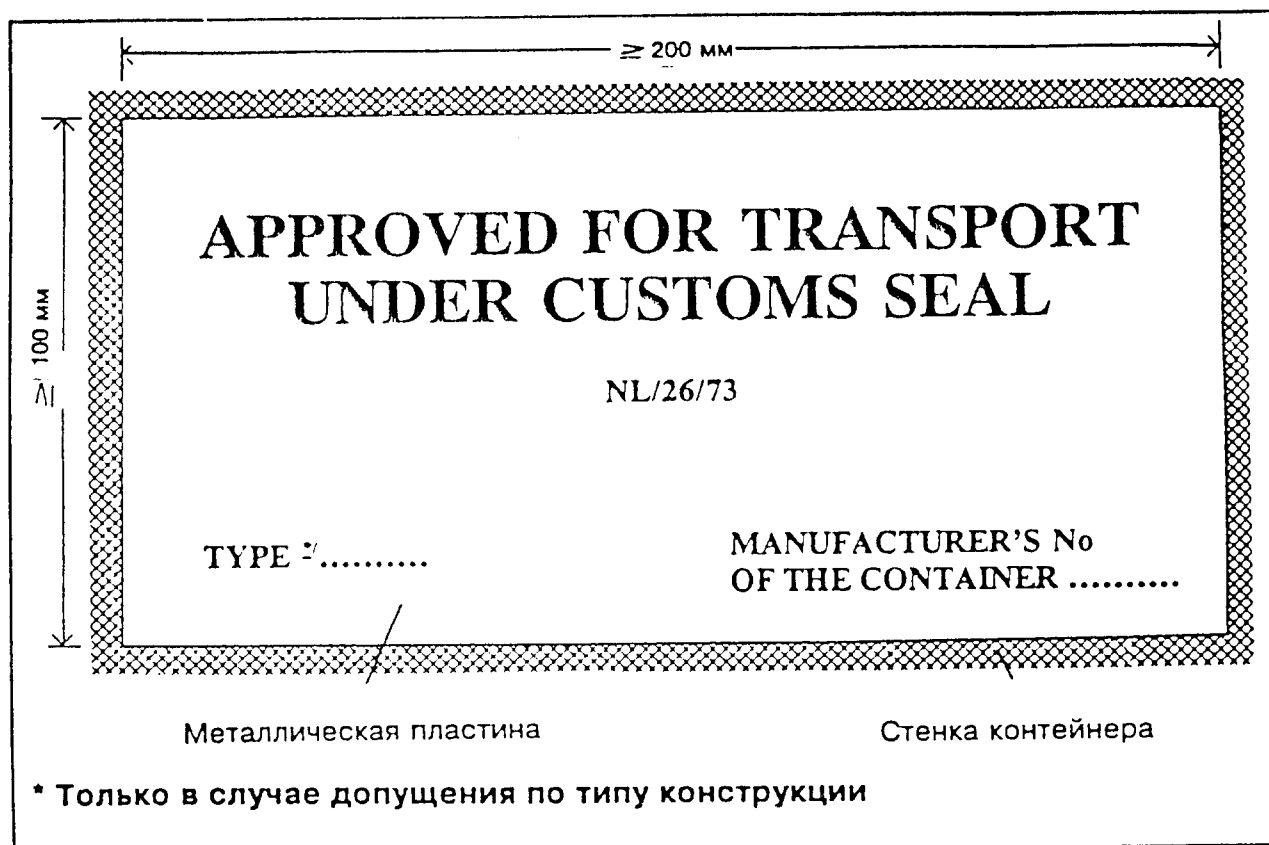 ≥ 200 мм
≥ 100 мм
APPROVED FOR TRANSPORT
UNDER CUSTOMS SEAL
NL/26/73
TYPE */..........
MANUFACTURER'S No
OF THE CONTAINER ..........
Металлическая пластина
Стенка контейнера
* Только в случае допущения по типу конструкции